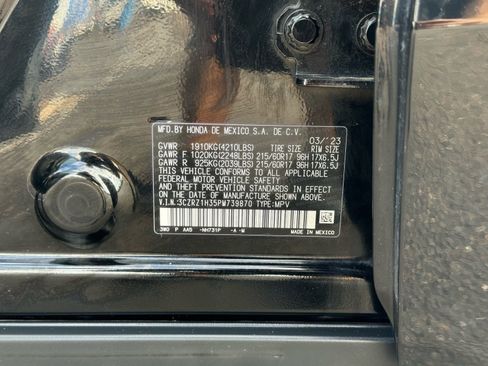 MFD.BY HONDA DE MEXICO S.A. DE C.V.
03/'23
GVWR 1910KG(4210LBS) TIRE SIZE RIM SIZE
GAWR F 1020KG(2248LBS) 215/60R17 96H 17X6.5J
GAWR R 925KG(2039LBS) 215/60R17 96H 17X6.5J
THIS VEHICLE CONFORMS TO ALL APPLICABLE
FEDERAL MOTOR VEHICLE SAFETY,
BUMPER, AND THEFT PREVENTION STANDARDS IN EFFECT
ON THE DATE OF MANUFACTURE SHOWN ABOVE.
V.I.N:3CZRZ1H35PM739870 TYPE:MPV
3W0 P AA5 -NH731P -A -M
MADE IN MEXICO